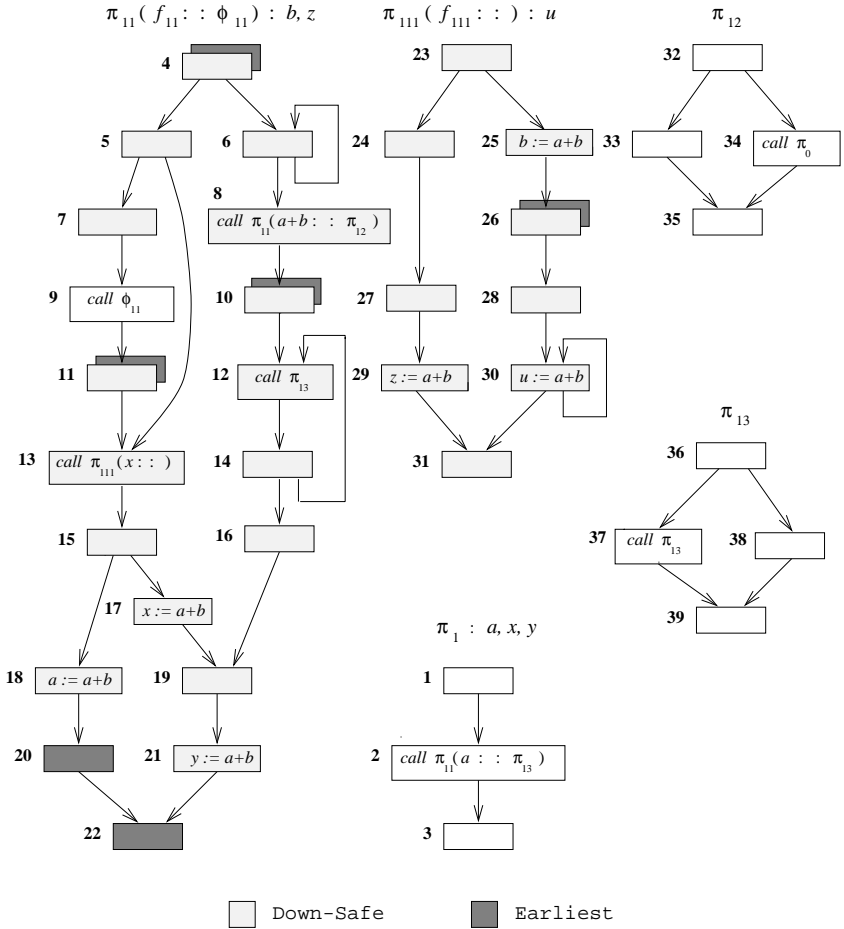 π11( f11 : : ϕ11 ) : b, z
π111( f111 : : ) : u
π12
4
23
32
5
6
24
25
b := a+b
33
34
call π0
7
8
call π11(a+b : : π12)
26
35
9
call ϕ11
10
27
28
11
12
call π13
29
z := a+b
30
u := a+b
π13
13
call π111(x : : )
14
31
36
15
16
37
call π13
38
17
x := a+b
39
π1 : a, x, y
18
a := a+b
19
1
20
21
y := a+b
2
call π11(a : : π13)
22
3
Down-Safe
Earliest